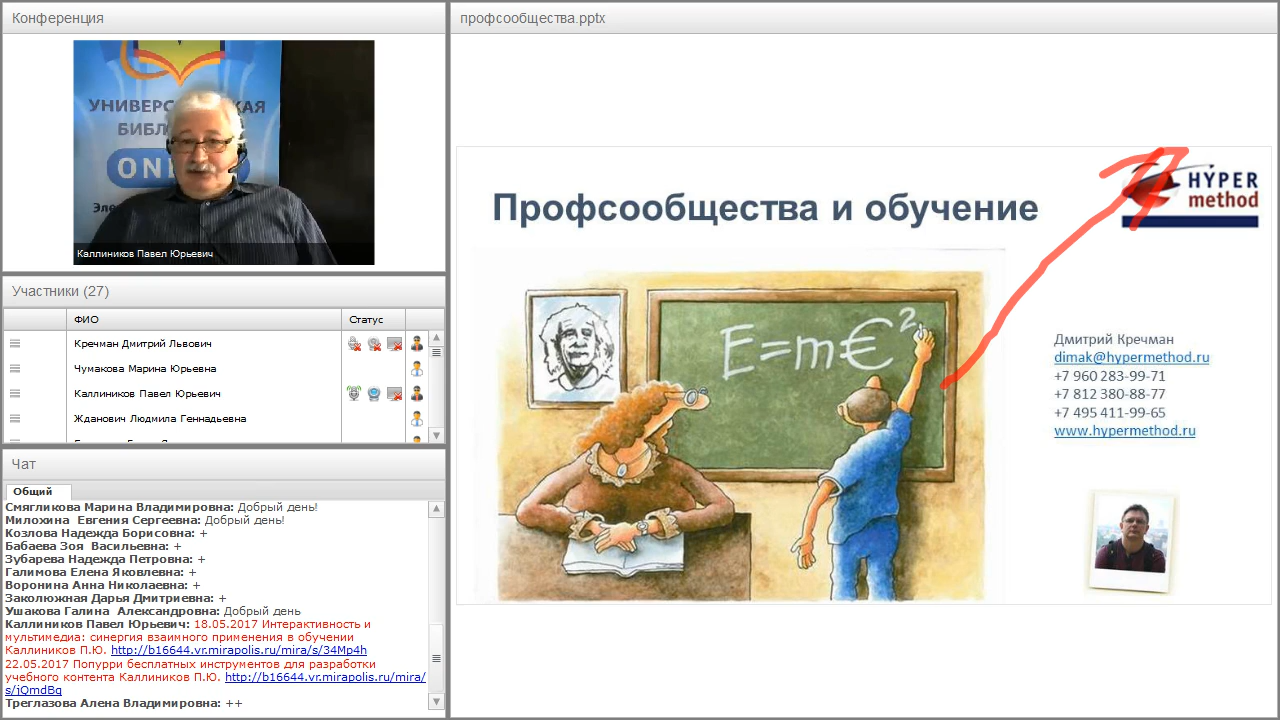 Конференция
УНИВЕРС
КАЯ
ONL
Каллиников Павел Юрьевич
Участники (27)
ФИО
Статус
Кречман Дмитрий Львович
Чумакова Марина Юрьевна
Каллиников Павел Юрьевич
Жданович Людмила Геннадьевна
Чат
Общий
Смягликова Марина Владимировна: Добрый день!
Милохина Евгения Сергеевна: Добрый день!
Козлова Надежда Борисовна: +
Бабаева Зоя Васильевна: +
Зубарева Надежда Петровна: +
Галимова Елена Яковлевна: +
Воронина Анна Николаевна: +
Заколюжная Дарья Дмитриевна: +
Ушакова Галина Александровна: Добрый день
Каллиников Павел Юрьевич: 18.05.2017 Интерактивность и
мультимедиа: синергия взаимного применения в обучении
Каллиников П.Ю. http://b16644.vr.mirapolis.ru/mira/s/34Mp4h
22.05.2017 Попурри бесплатных инструментов для разработки
учебного контента Каллиников П.Ю. http://b16644.vr.mirapolis.ru/mira/
s/jQmdBq
Треглазова Алена Владимировна: ++
профсообщества.pptx
Профсообщества и обучение
HYPER
method
E=m€²
Дмитрий Кречман
dimak@hypermethod.ru
+7 960 283-99-71
+7 812 380-88-77
+7 495 411-99-65
www.hypermethod.ru